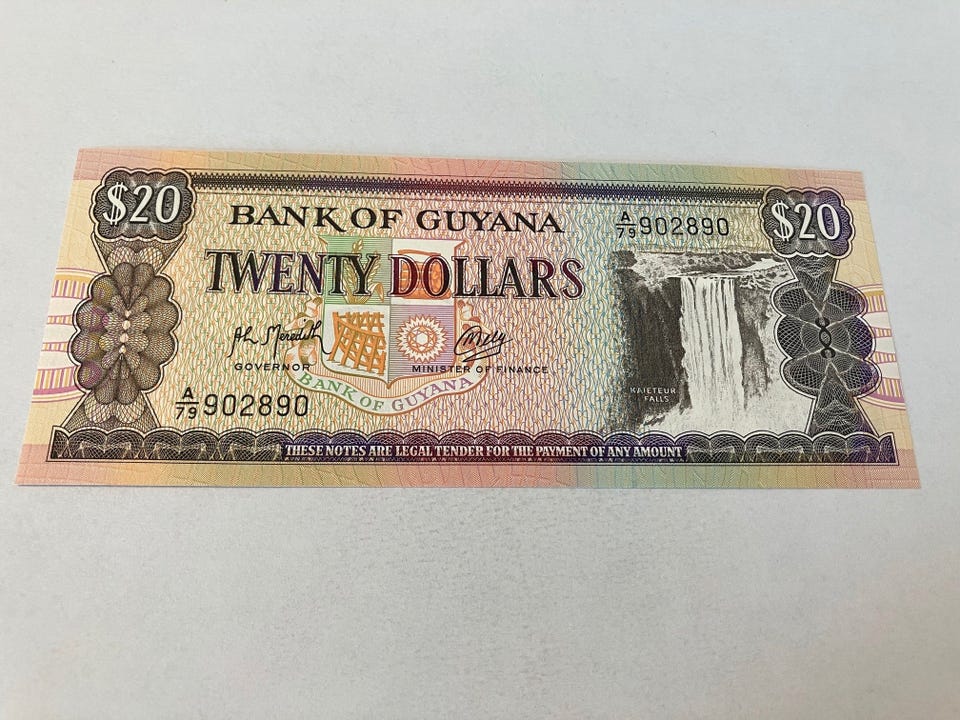 $20
BANK OF GUYANA
A/79 902890
$20
TWENTY DOLLARS
GOVERNOR
MINISTER OF FINANCE
KAIETEUR
FALLS
BANK OF GUYANA
A/79 902890
THESE NOTES ARE LEGAL TENDER FOR THE PAYMENT OF ANY AMOUNT